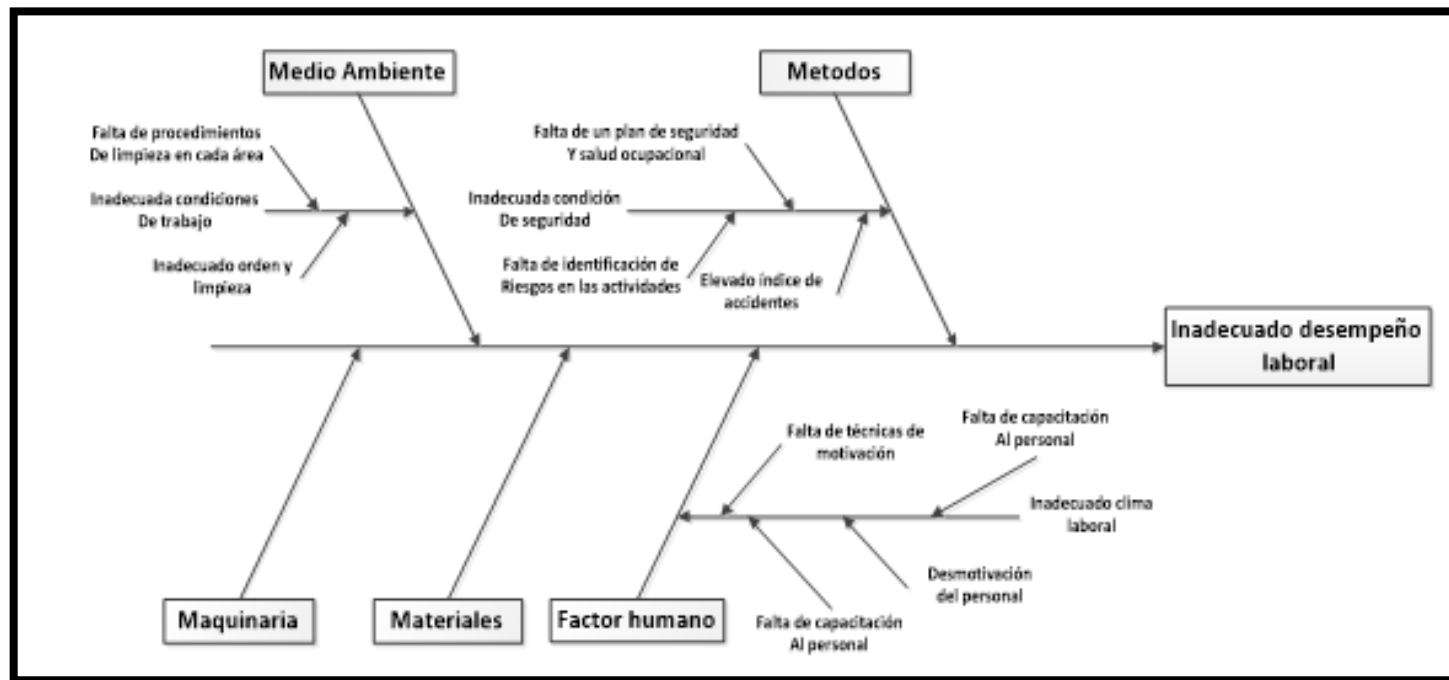 Medio Ambiente
Metodos
Falta de procedimientos
De limpieza en cada área
Inadecuada condiciones
De trabajo
Inadecuado orden y
limpieza
Falta de un plan de seguridad
Y salud ocupacional
Inadecuada condición
De seguridad
Falta de identificación de
Riesgos en las actividades
Elevado índice de
accidentes
Inadecuado desempeño
laboral
Falta de técnicas de
motivación
Falta de capacitación
Al personal
Inadecuado clima
laboral
Desmotivación
del personal
Falta de capacitación
Al personal
Maquinaria
Materiales
Factor humano